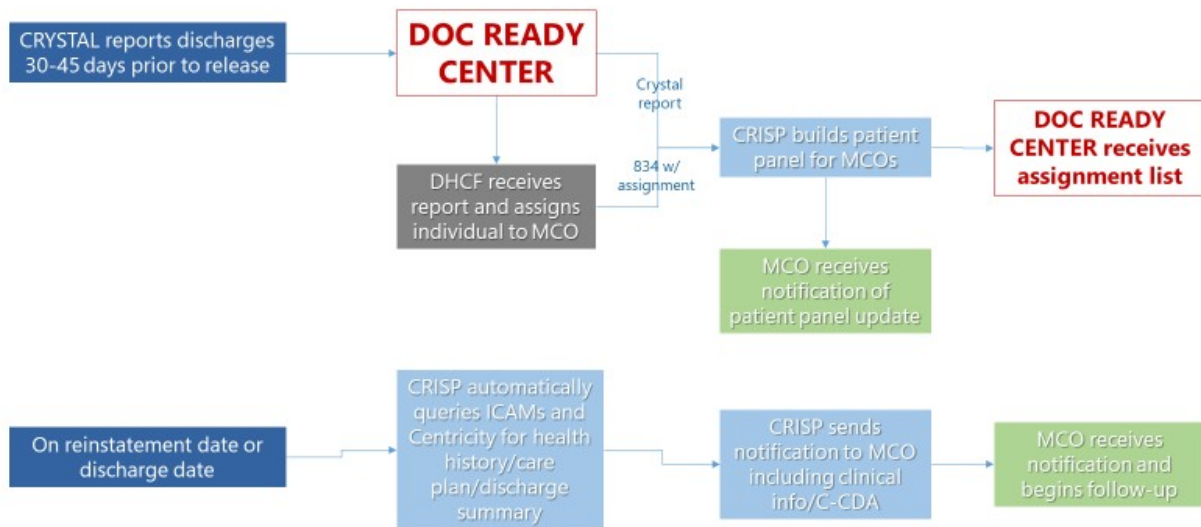 CRYSTAL reports discharges
30-45 days prior to release
DOC READY
CENTER
Crystal
report
834 w/
assignment
DHCF receives
report and assigns
individual to MCO
CRISP builds patient
panel for MCOs
DOC READY
CENTER receives
assignment list
MCO receives
notification of
patient panel update
On reinstatement date or
discharge date
CRISP automatically
queries ICAMs and
Centricity for health
history/care
plan/discharge
summary
CRISP sends
notification to MCO
including clinical
info/C-CDA
MCO receives
notification and
begins follow-up